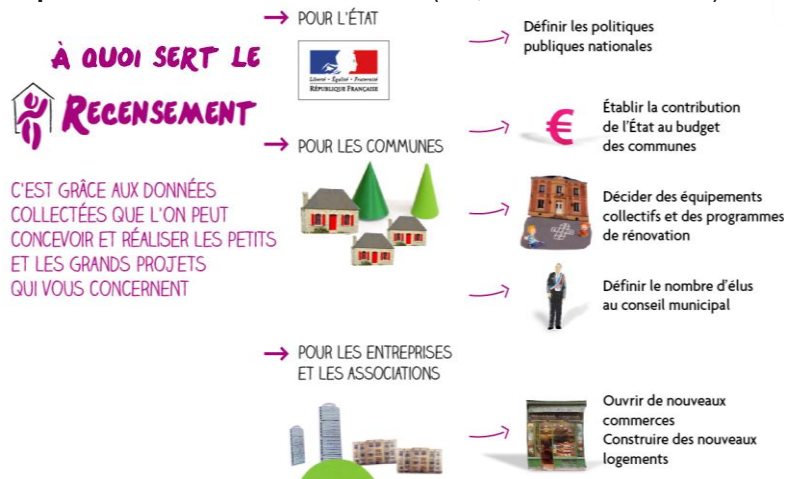 À QUOI SERT LE
RECENSEMENT
C'EST GRÂCE AUX DONNÉES
COLLECTÉES QUE L'ON PEUT
CONCEVOIR ET RÉALISER LES PETITS
ET LES GRANDS PROJETS
QUI VOUS CONCERNENT
→ POUR L'ÉTAT
Liberté • Égalité • Fraternité
RÉPUBLIQUE FRANÇAISE
Définir les politiques
publiques nationales
→ POUR LES COMMUNES
€
Établir la contribution
de l'État au budget
des communes
Décider des équipements
collectifs et des programmes
de rénovation
Définir le nombre d'élus
au conseil municipal
→ POUR LES ENTREPRISES
ET LES ASSOCIATIONS
Ouvrir de nouveaux
commerces
Construire des nouveaux
logements